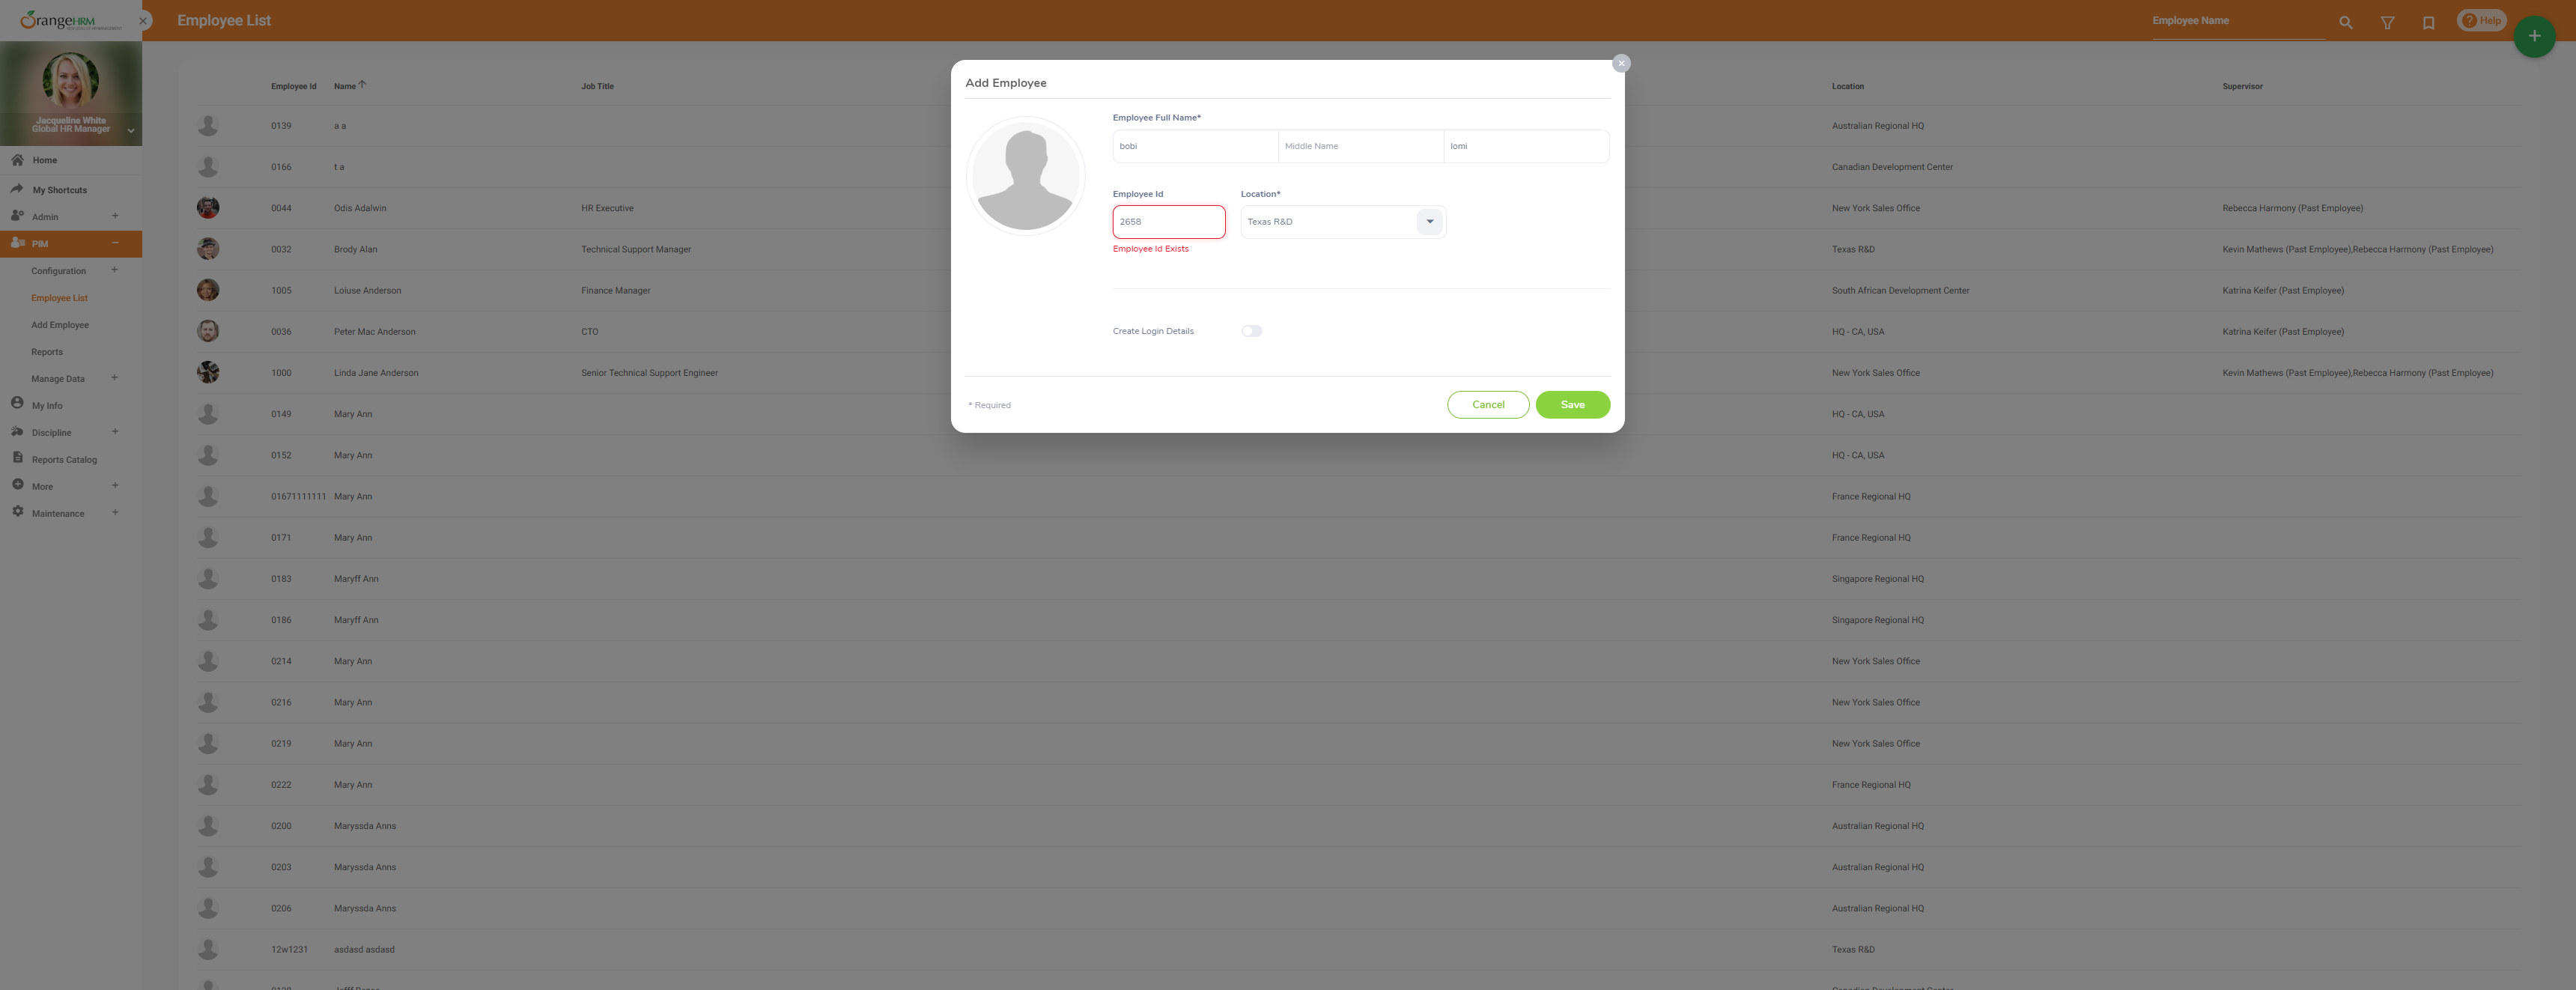 OrangeHRM
Employee List
Employee Name
Help
Jacqueline White
Global HR Manager
Home
My Shortcuts
Admin
PIM
Configuration
Employee List
Add Employee
Reports
Manage Data
My Info
Discipline
Reports Catalog
More
Maintenance
Employee Id Name Job Title Location Supervisor
0139 a a Australian Regional HQ
0166 t a Canadian Development Center
0044 Odis Adalwin HR Executive New York Sales Office Rebecca Harmony (Past Employee)
0032 Brody Alan Technical Support Manager Texas R&D Kevin Mathews (Past Employee),Rebecca Harmony (Past Employee)
1005 Loiuse Anderson Finance Manager South African Development Center Katrina Keifer (Past Employee)
0036 Peter Mac Anderson CTO HQ - CA, USA Katrina Keifer (Past Employee)
1000 Linda Jane Anderson Senior Technical Support Engineer New York Sales Office Kevin Mathews (Past Employee),Rebecca Harmony (Past Employee)
0149 Mary Ann HQ - CA, USA
0152 Mary Ann HQ - CA, USA
01671111111 Mary Ann France Regional HQ
0171 Mary Ann France Regional HQ
0183 Maryff Ann Singapore Regional HQ
0186 Maryff Ann Singapore Regional HQ
0214 Mary Ann New York Sales Office
0216 Mary Ann New York Sales Office
0219 Mary Ann New York Sales Office
0222 Mary Ann France Regional HQ
0200 Maryssda Anns Australian Regional HQ
0203 Maryssda Anns Australian Regional HQ
0206 Maryssda Anns Australian Regional HQ
12w1231 asdasd asdasd Texas R&D
Add Employee
Employee Full Name*
bobi Middle Name lomi
Employee Id Location*
2658 Texas R&D
Employee Id Exists
Create Login Details
* Required Cancel Save